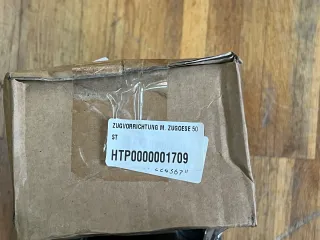 ZUGVORRICHTUNG M. ZUGOESE 50
ST
HTP0000001709